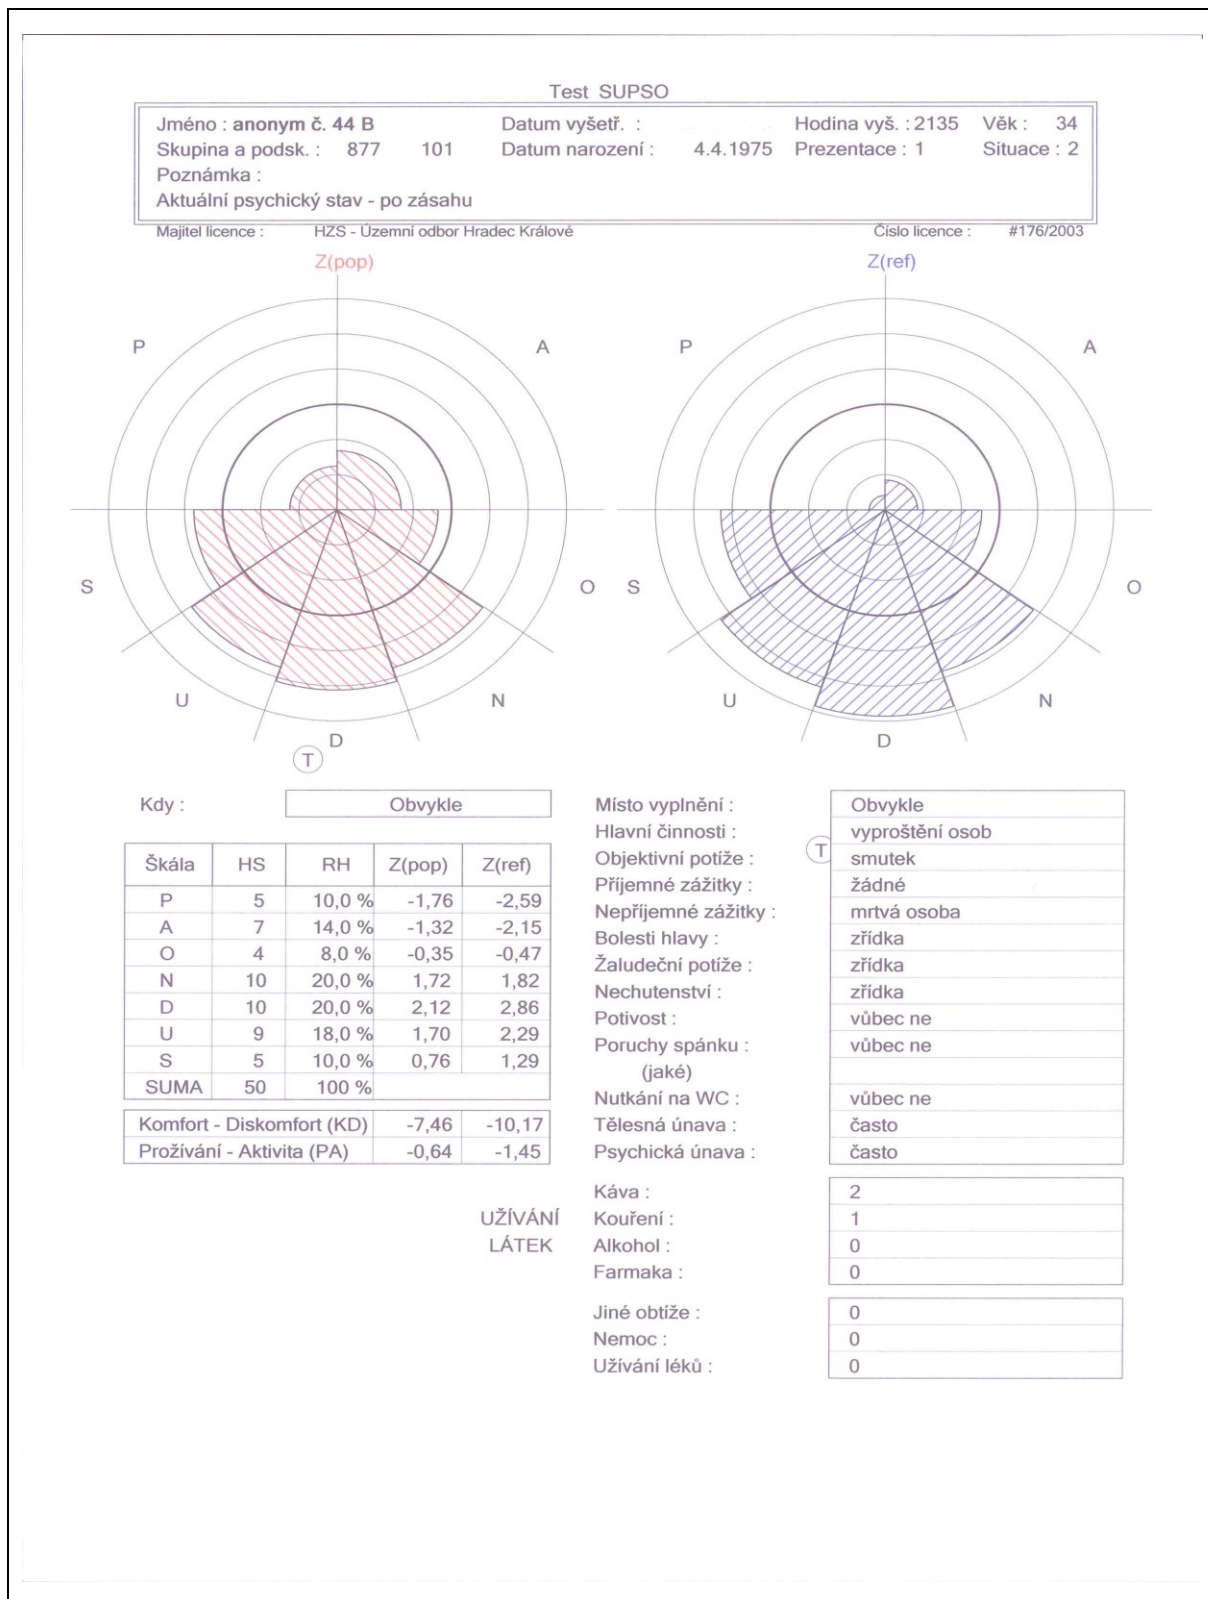 Test SUPSO
Jméno : anonym č. 44 B Datum vyšetř. : Hodina vyš. : 2135 Věk : 34
Skupina a podsk. : 877 101 Datum narození : 4.4.1975 Prezentace : 1 Situace : 2
Poznámka :
Aktuální psychický stav - po zásahu
Majitel licence : HZS - Územní odbor Hradec Králové Číslo licence : #176/2003
Z(pop) Z(ref)
P A P A
S O S O
U N U N
D D
T
Kdy : Obvykle
Škála HS RH Z(pop) Z(ref)
P 5 10,0 % -1,76 -2,59
A 7 14,0 % -1,32 -2,15
O 4 8,0 % -0,35 -0,47
N 10 20,0 % 1,72 1,82
D 10 20,0 % 2,12 2,86
U 9 18,0 % 1,70 2,29
S 5 10,0 % 0,76 1,29
SUMA 50 100 %
Komfort - Diskomfort (KD) -7,46 -10,17
Prožívání - Aktivita (PA) -0,64 -1,45
Místo vyplnění : Obvykle
Hlavní činnosti : vyproštění osob
T
Objektivní potíže : smutek
Příjemné zážitky : žádné
Nepříjemné zážitky : mrtvá osoba
Bolesti hlavy : zřídka
Žaludeční potíže : zřídka
Nechutenství : zřídka
Potivost : vůbec ne
Poruchy spánku : vůbec ne
(jaké)
Nutkání na WC : vůbec ne
Tělesná únava : často
Psychická únava : často
UŽÍVÁNÍ
LÁTEK
Káva : 2
Kouření : 1
Alkohol : 0
Farmaka : 0
Jiné obtíže : 0
Nemoc : 0
Užívání léků : 0